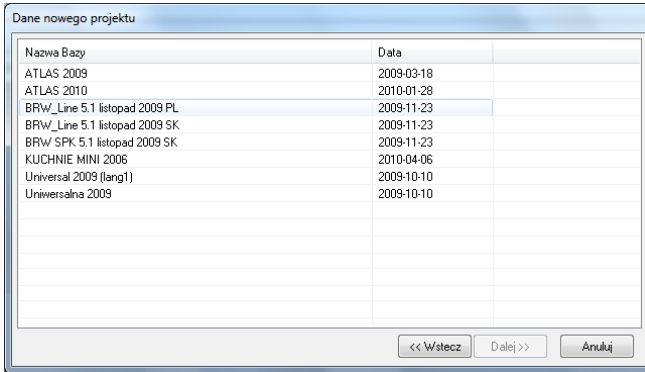 Dane nowego projektu
Nazwa Bazy Data
ATLAS 2009 2009-03-18
ATLAS 2010 2010-01-28
BRW_Line 5.1 listopad 2009 PL 2009-11-23
BRW_Line 5.1 listopad 2009 SK 2009-11-23
BRW SPK 5.1 listopad 2009 SK 2009-11-23
KUCHNIE MINI 2006 2010-04-06
Universal 2009 (lang1) 2009-10-10
Uniwersalna 2009 2009-10-10
<< Wstecz Dalej >> Anuluj